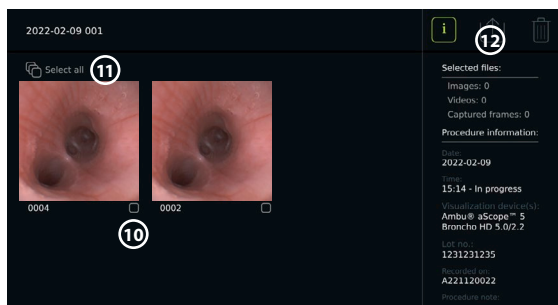 2022-02-09 001
i
12
Select all
11
Selected files:
Images: 0
Videos: 0
Captured frames: 0
Procedure information:
Date:
2022-02-09
Time:
15:14 - In progress
Visualization device(s):
Ambu® aScope™ 5
Broncho HD 5.0/2.2
Lot no.:
1231231235
Recorded on:
A221120022
Procedure note:
0004
0002
10